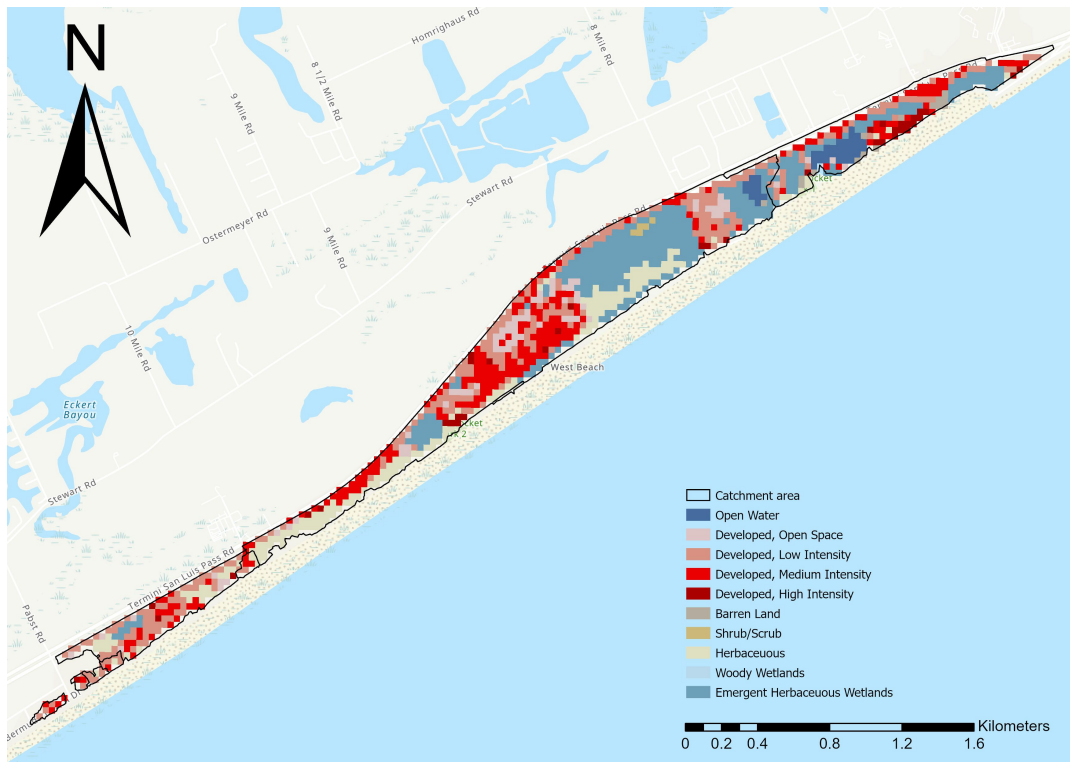 N
Homrighaus Rd
8 Mile Rd
8 1/2 Mile Rd
9 Mile Rd
Stewart Rd
Ostermeyer Rd
9 Mile Rd
10 Mile Rd
West Beach
Eckert
Bayou
Stewart Rd
Termini San Luis Pass Rd
Pabst Rd
Catchment area
Open Water
Developed, Open Space
Developed, Low Intensity
Developed, Medium Intensity
Developed, High Intensity
Barren Land
Shrub/Scrub
Herbaceuous
Woody Wetlands
Emergent Herbaceuous Wetlands
Kilometers
0 0.2 0.4 0.8 1.2 1.6